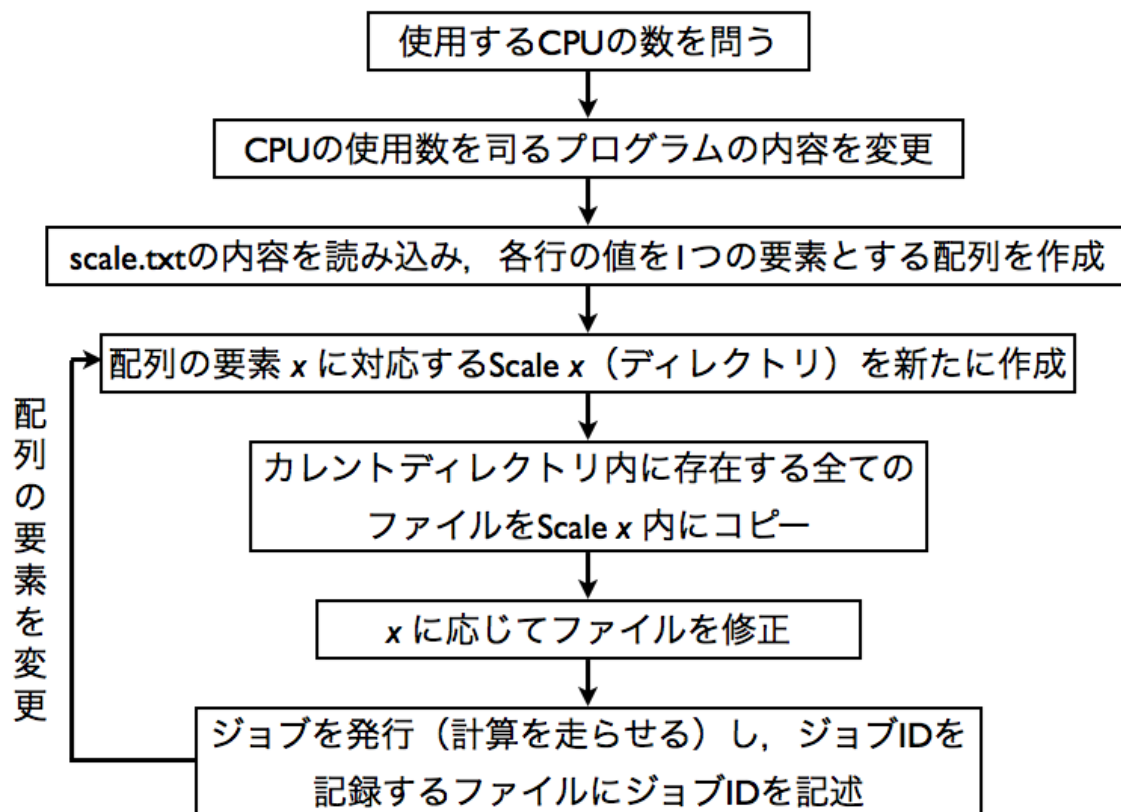 使用するCPUの数を問う
CPUの使用数を司るプログラムの内容を変更
scale.txtの内容を読み込み，各行の値を1つの要素とする配列を作成
配列の要素 x に対応するScale x（ディレクトリ）を新たに作成
カレントディレクトリ内に存在する全ての
ファイルをScale x 内にコピー
x に応じてファイルを修正
ジョブを発行（計算を走らせる）し，ジョブIDを
記録するファイルにジョブIDを記述
配列の要素を変更